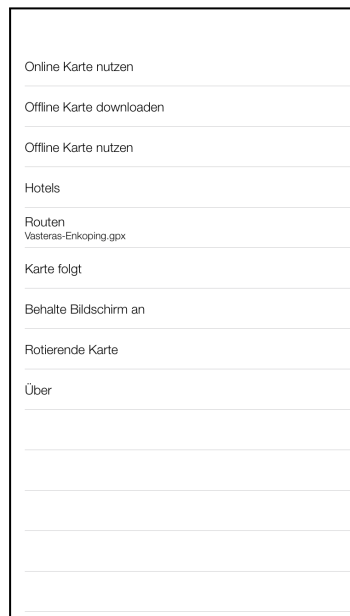 Online Karte nutzen
Offline Karte downloaden
Offline Karte nutzen
Hotels
Routen
Vasteras-Enkoping.gpx
Karte folgt
Behalte Bildschirm an
Rotierende Karte
Über